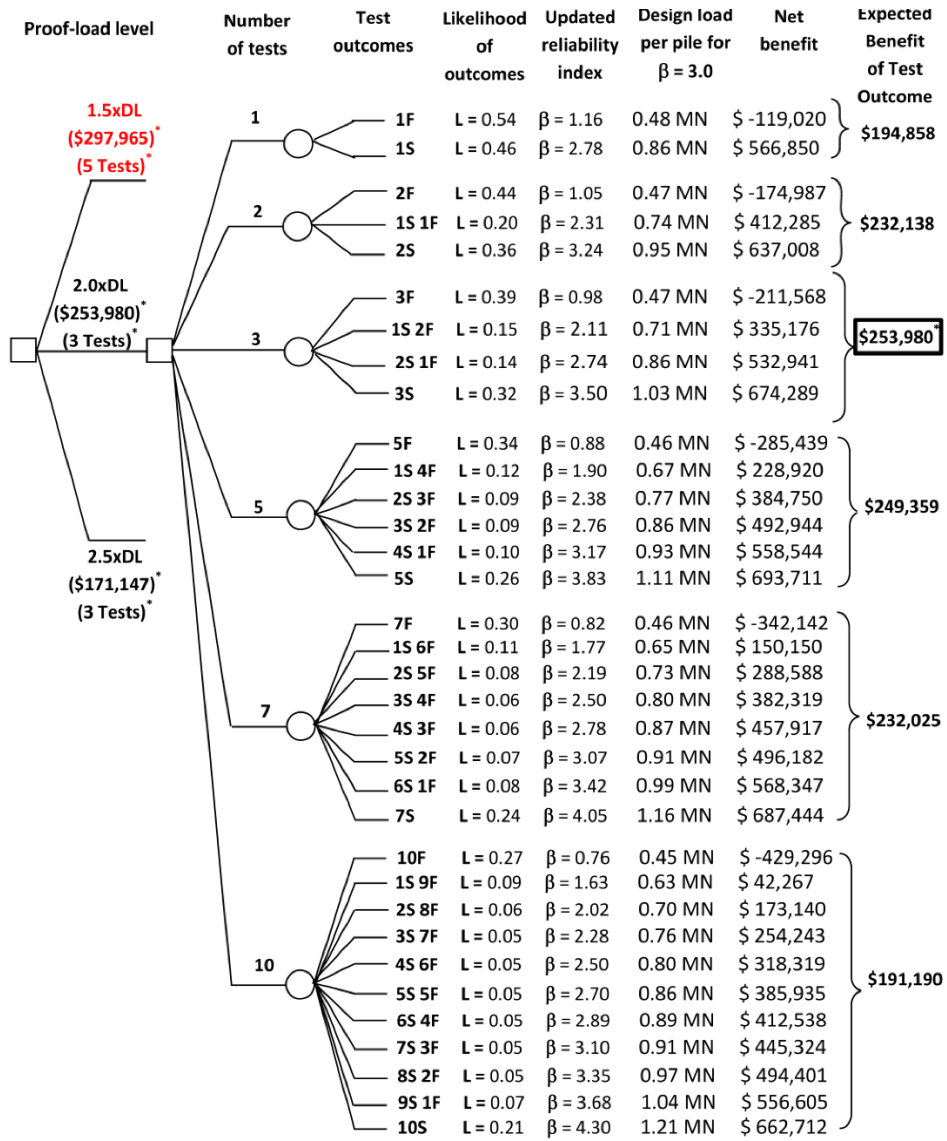 Proof-load level
Number of tests
Test outcomes
Likelihood of outcomes
Updated reliability index
Design load per pile for β = 3.0
Net benefit
Expected Benefit of Test Outcome
1.5xDL
($297,965)*
(5 Tests)*
2.0xDL
($253,980)*
(3 Tests)*
2.5xDL
($171,147)*
(3 Tests)*
1
1F L = 0.54 β = 1.16 0.48 MN $ -119,020
1S L = 0.46 β = 2.78 0.86 MN $ 566,850
$194,858
2
2F L = 0.44 β = 1.05 0.47 MN $ -174,987
1S 1F L = 0.20 β = 2.31 0.74 MN $ 412,285
2S L = 0.36 β = 3.24 0.95 MN $ 637,008
$232,138
3
3F L = 0.39 β = 0.98 0.47 MN $ -211,568
1S 2F L = 0.15 β = 2.11 0.71 MN $ 335,176
2S 1F L = 0.14 β = 2.74 0.86 MN $ 532,941
3S L = 0.32 β = 3.50 1.03 MN $ 674,289
$253,980*
5
5F L = 0.34 β = 0.88 0.46 MN $ -285,439
1S 4F L = 0.12 β = 1.90 0.67 MN $ 228,920
2S 3F L = 0.09 β = 2.38 0.77 MN $ 384,750
3S 2F L = 0.09 β = 2.76 0.86 MN $ 492,944
4S 1F L = 0.10 β = 3.17 0.93 MN $ 558,544
5S L = 0.26 β = 3.83 1.11 MN $ 693,711
$249,359
7
7F L = 0.30 β = 0.82 0.46 MN $ -342,142
1S 6F L = 0.11 β = 1.77 0.65 MN $ 150,150
2S 5F L = 0.08 β = 2.19 0.73 MN $ 288,588
3S 4F L = 0.06 β = 2.50 0.80 MN $ 382,319
4S 3F L = 0.06 β = 2.78 0.87 MN $ 457,917
5S 2F L = 0.07 β = 3.07 0.91 MN $ 496,182
6S 1F L = 0.08 β = 3.42 0.99 MN $ 568,347
7S L = 0.24 β = 4.05 1.16 MN $ 687,444
$232,025
10
10F L = 0.27 β = 0.76 0.45 MN $ -429,296
1S 9F L = 0.09 β = 1.63 0.63 MN $ 42,267
2S 8F L = 0.06 β = 2.02 0.70 MN $ 173,140
3S 7F L = 0.05 β = 2.28 0.76 MN $ 254,243
4S 6F L = 0.05 β = 2.50 0.80 MN $ 318,319
5S 5F L = 0.05 β = 2.70 0.86 MN $ 385,935
6S 4F L = 0.05 β = 2.89 0.89 MN $ 412,538
7S 3F L = 0.05 β = 3.10 0.91 MN $ 445,324
8S 2F L = 0.05 β = 3.35 0.97 MN $ 494,401
9S 1F L = 0.07 β = 3.68 1.04 MN $ 556,605
10S L = 0.21 β = 4.30 1.21 MN $ 662,712
$191,190